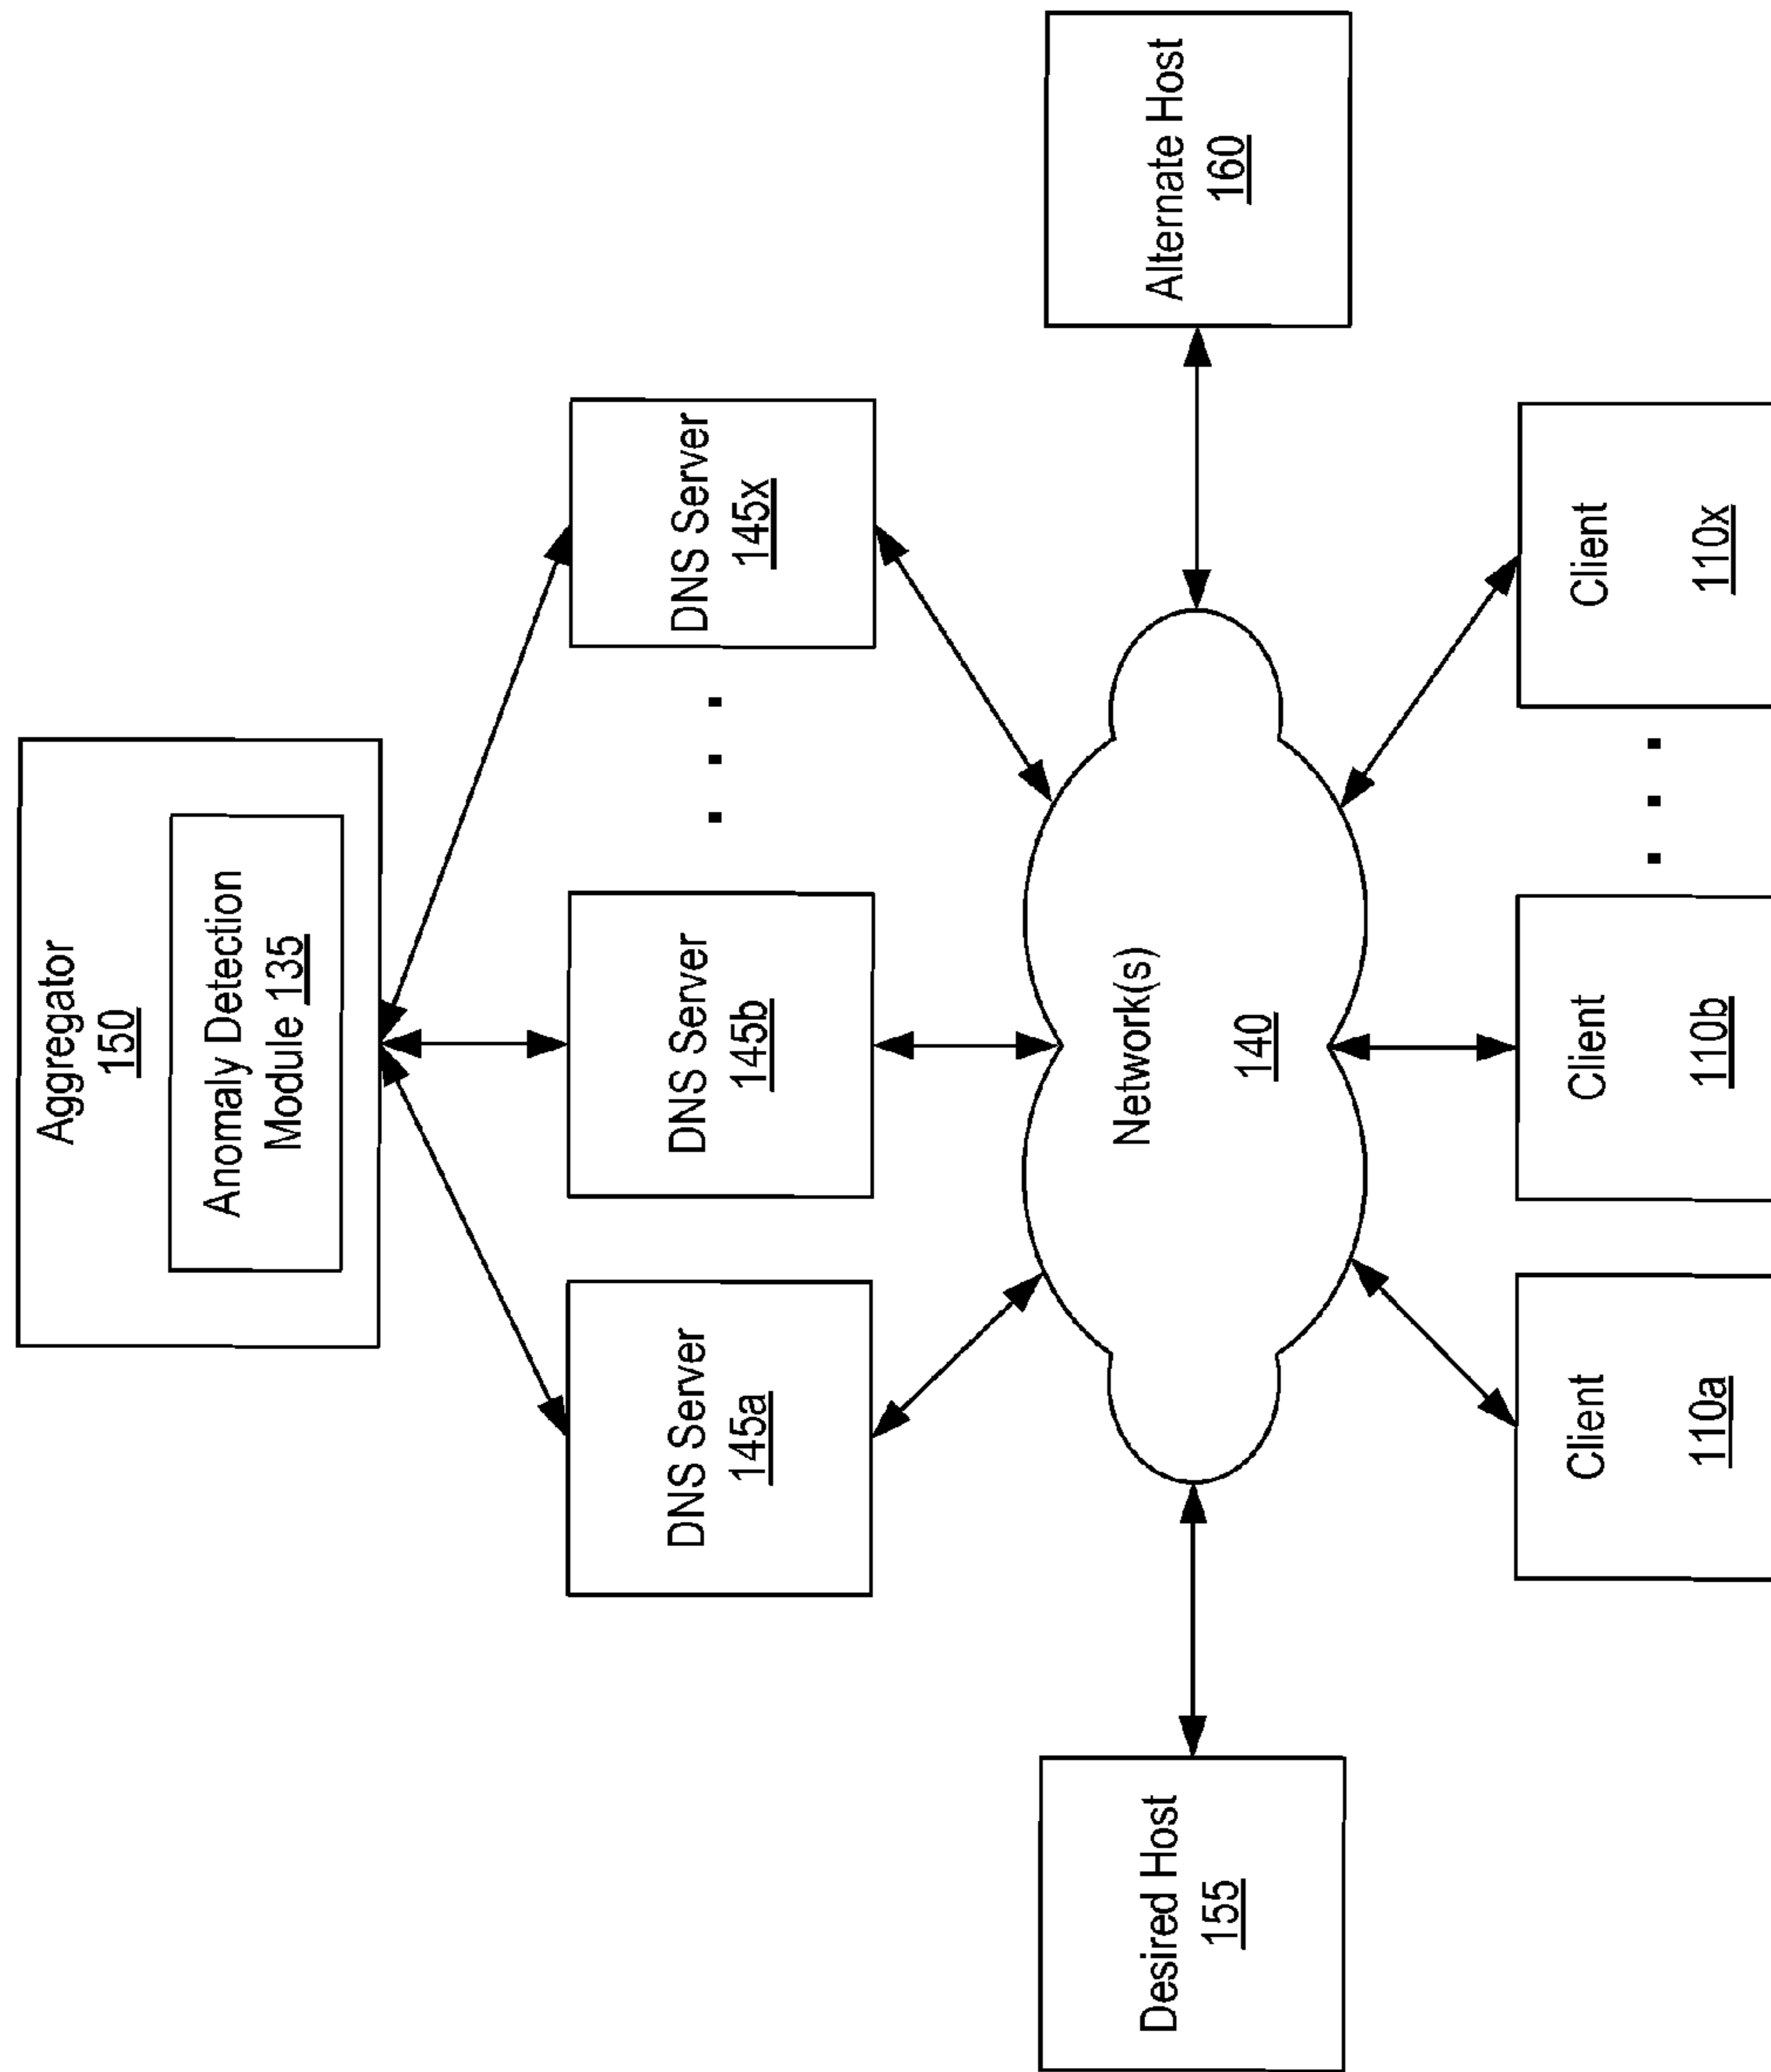 Aggregator
150
Anomaly Detection
Module 135
DNS Server
145a
DNS Server
145b
. . .
DNS Server
145x
Desired Host
155
Network(s)
140
Alternate Host
160
Client
110a
Client
110b
. . .
Client
110x